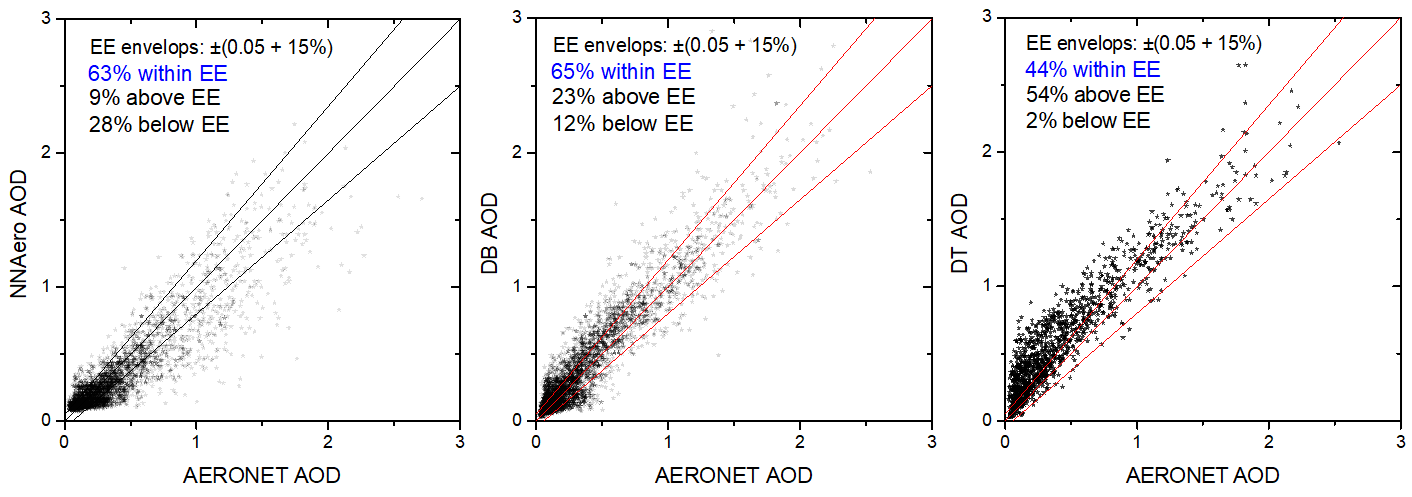 EE envelops: ±(0.05 + 15%)
63% within EE
9% above EE
28% below EE
3
2
1
0
0
1
2
3
NNAero AOD
AERONET AOD
EE envelops: ±(0.05 + 15%)
65% within EE
23% above EE
12% below EE
3
2
1
0
0
1
2
3
DB AOD
AERONET AOD
EE envelops: ±(0.05 + 15%)
44% within EE
54% above EE
2% below EE
3
2
1
0
0
1
2
3
DT AOD
AERONET AOD